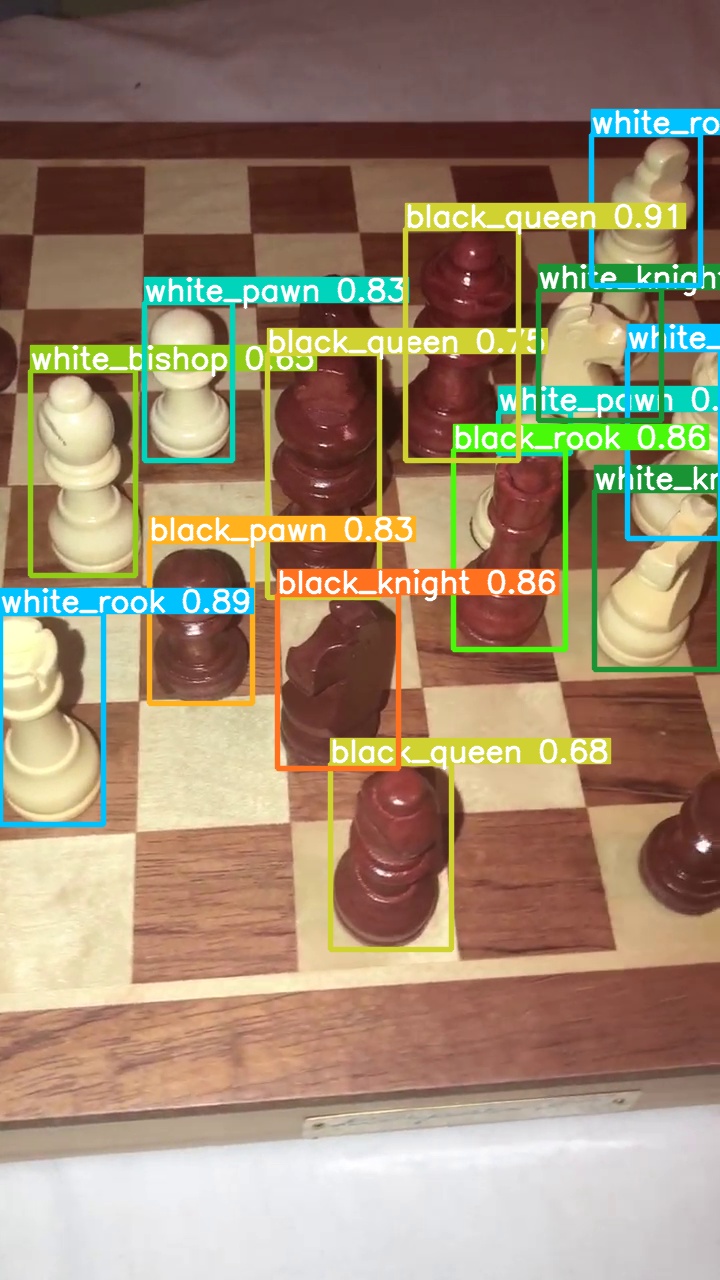 white_ro
black_queen 0.91
white_knight
white_pawn 0.83
white_
black_queen 0.75
white_bishop 0.65
white_pawn 0.
black_rook 0.86
white_kn
black_pawn 0.83
black_knight 0.86
white_rook 0.89
black_queen 0.68